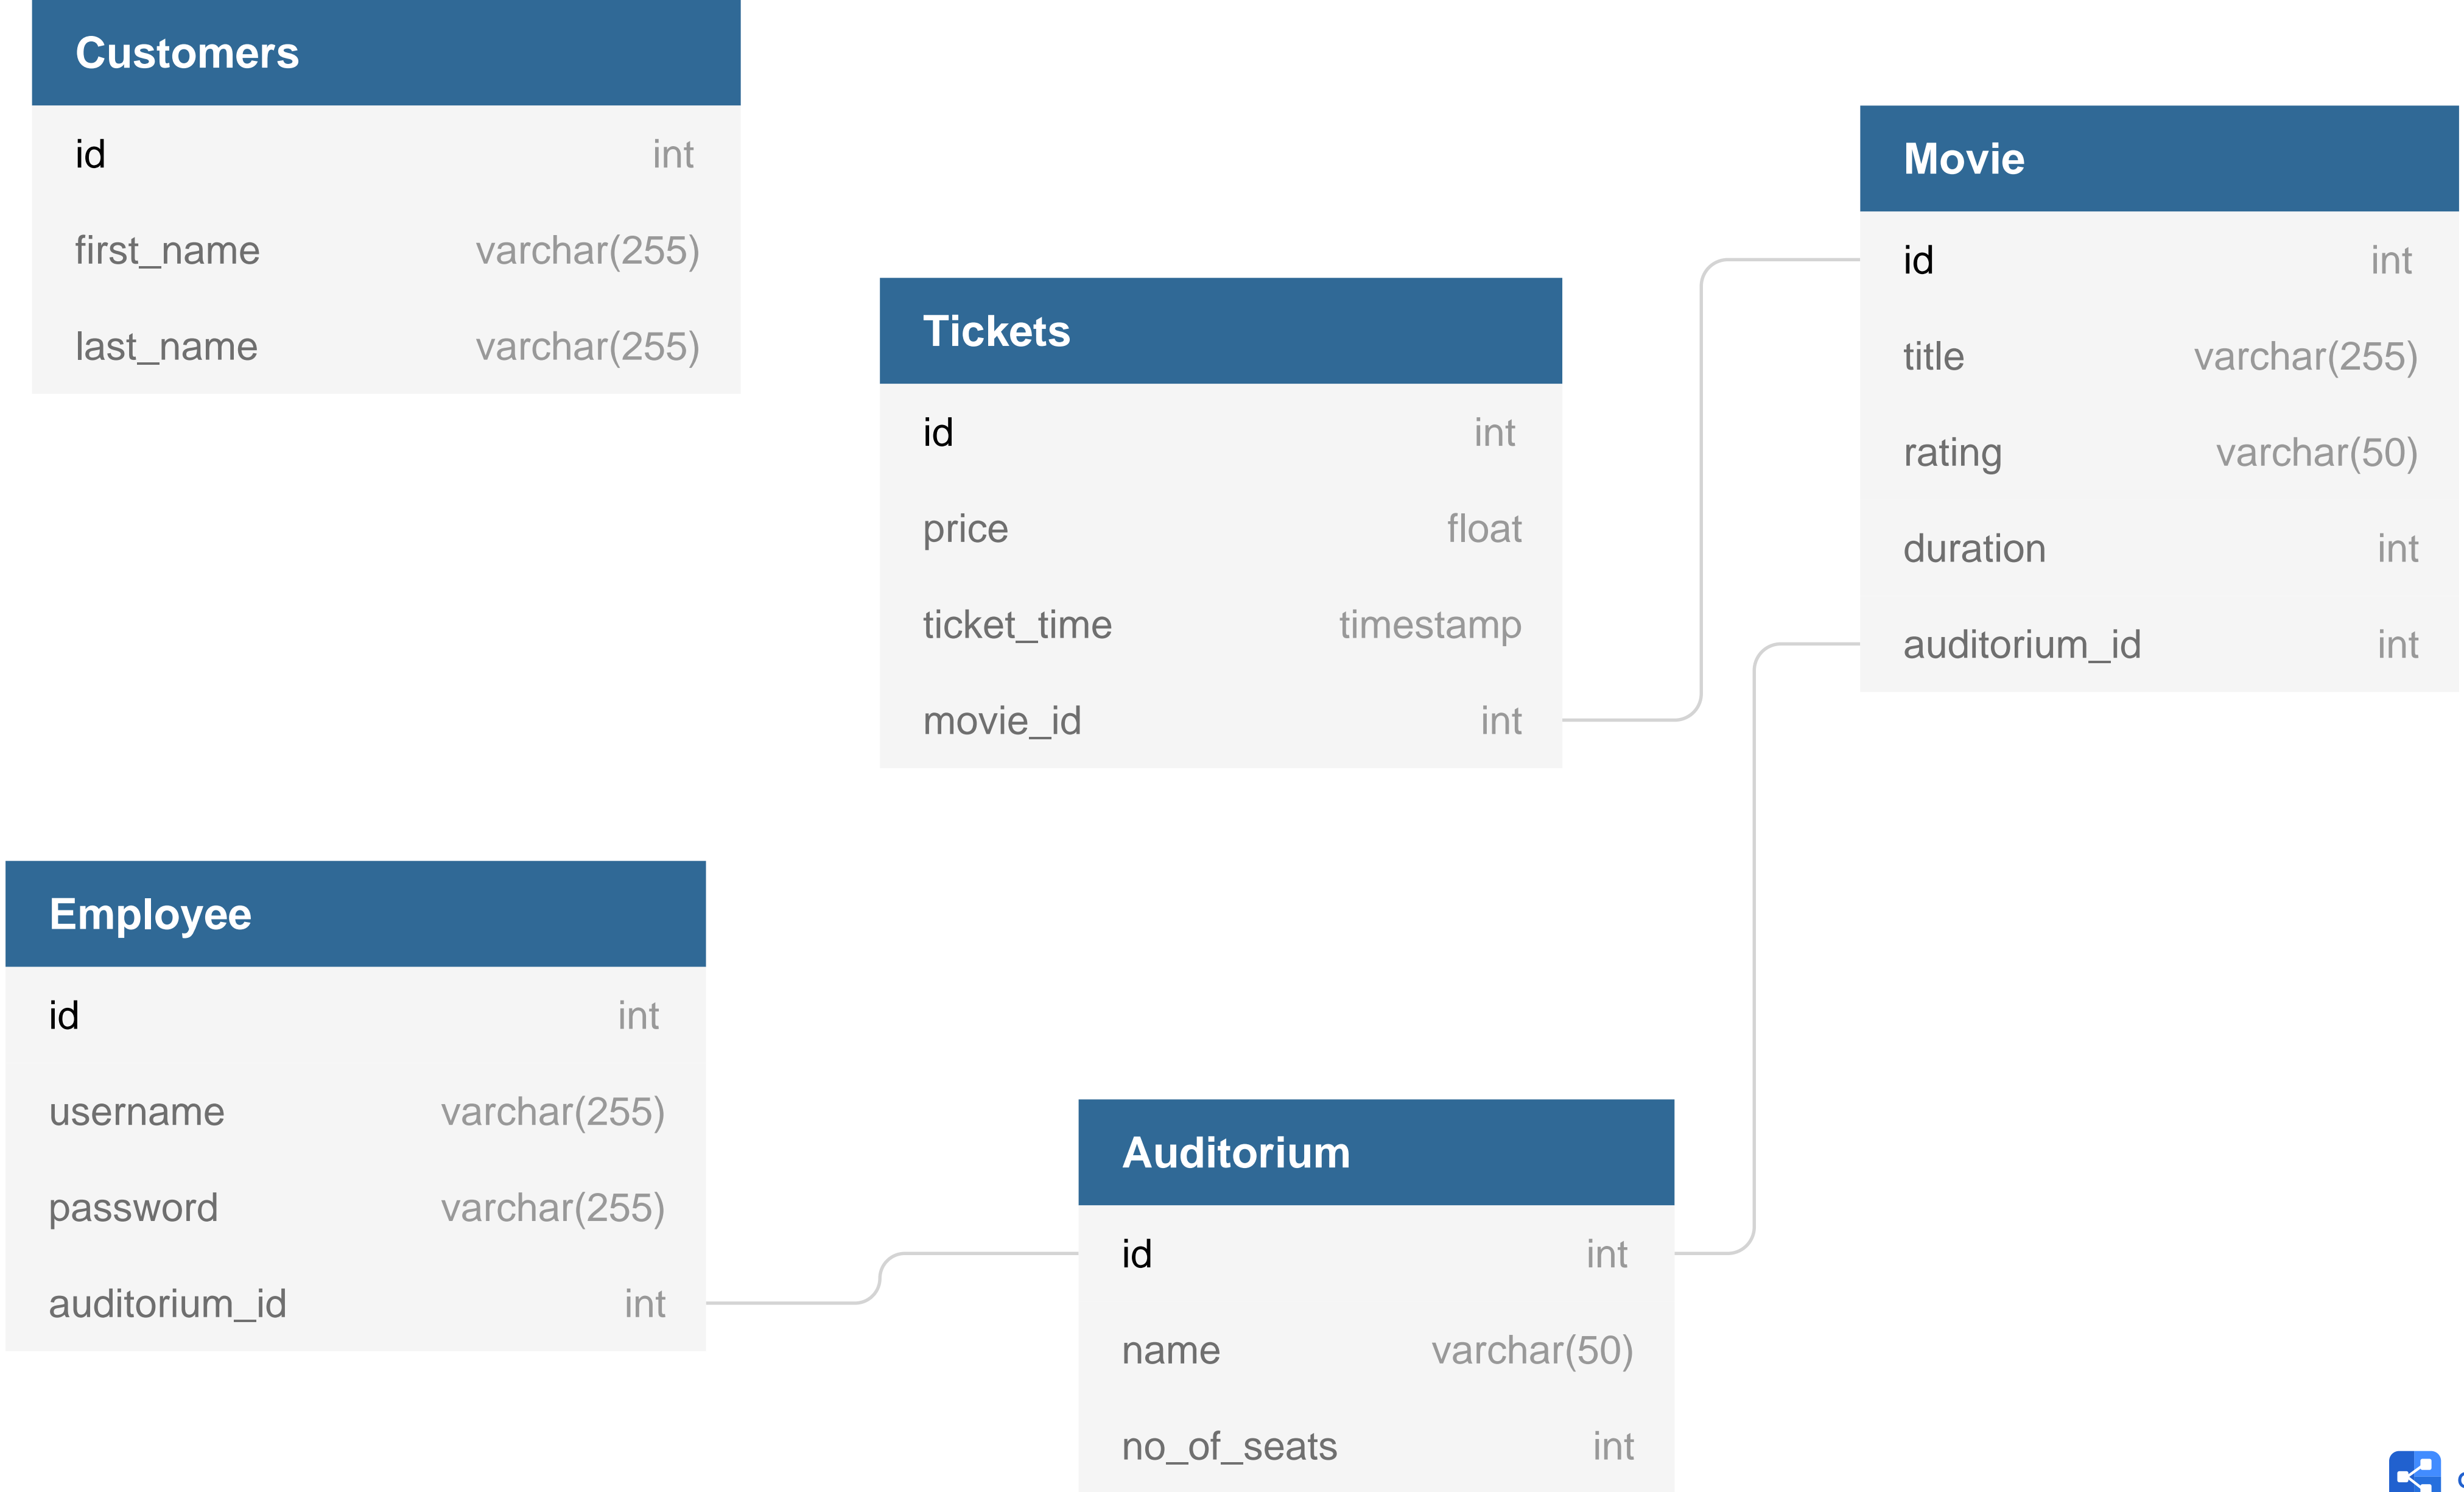 Customers
id int
first_name varchar(255)
last_name varchar(255)
Tickets
id int
price float
ticket_time timestamp
movie_id int
Movie
id int
title varchar(255)
rating varchar(50)
duration int
auditorium_id int
Employee
id int
username varchar(255)
password varchar(255)
auditorium_id int
Auditorium
id int
name varchar(50)
no_of_seats int